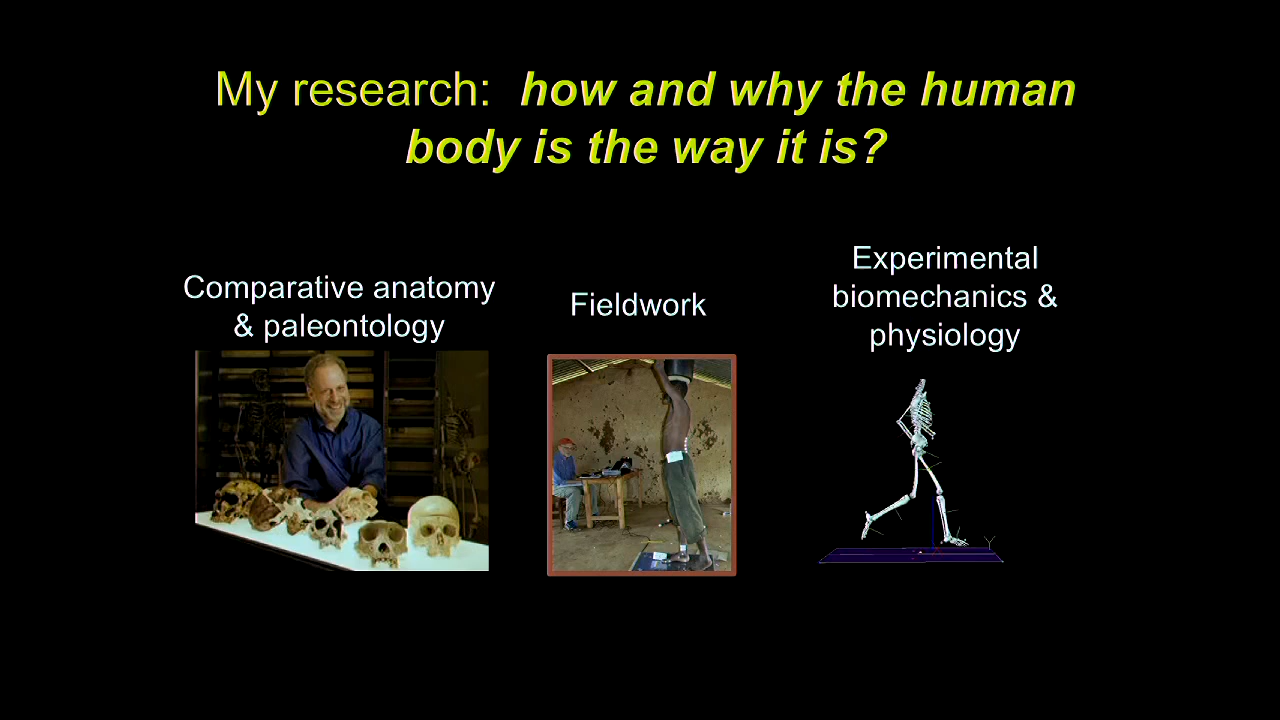 My research: how and why the human
body is the way it is?
Comparative anatomy
& paleontology
Fieldwork
Experimental
biomechanics &
physiology
Y